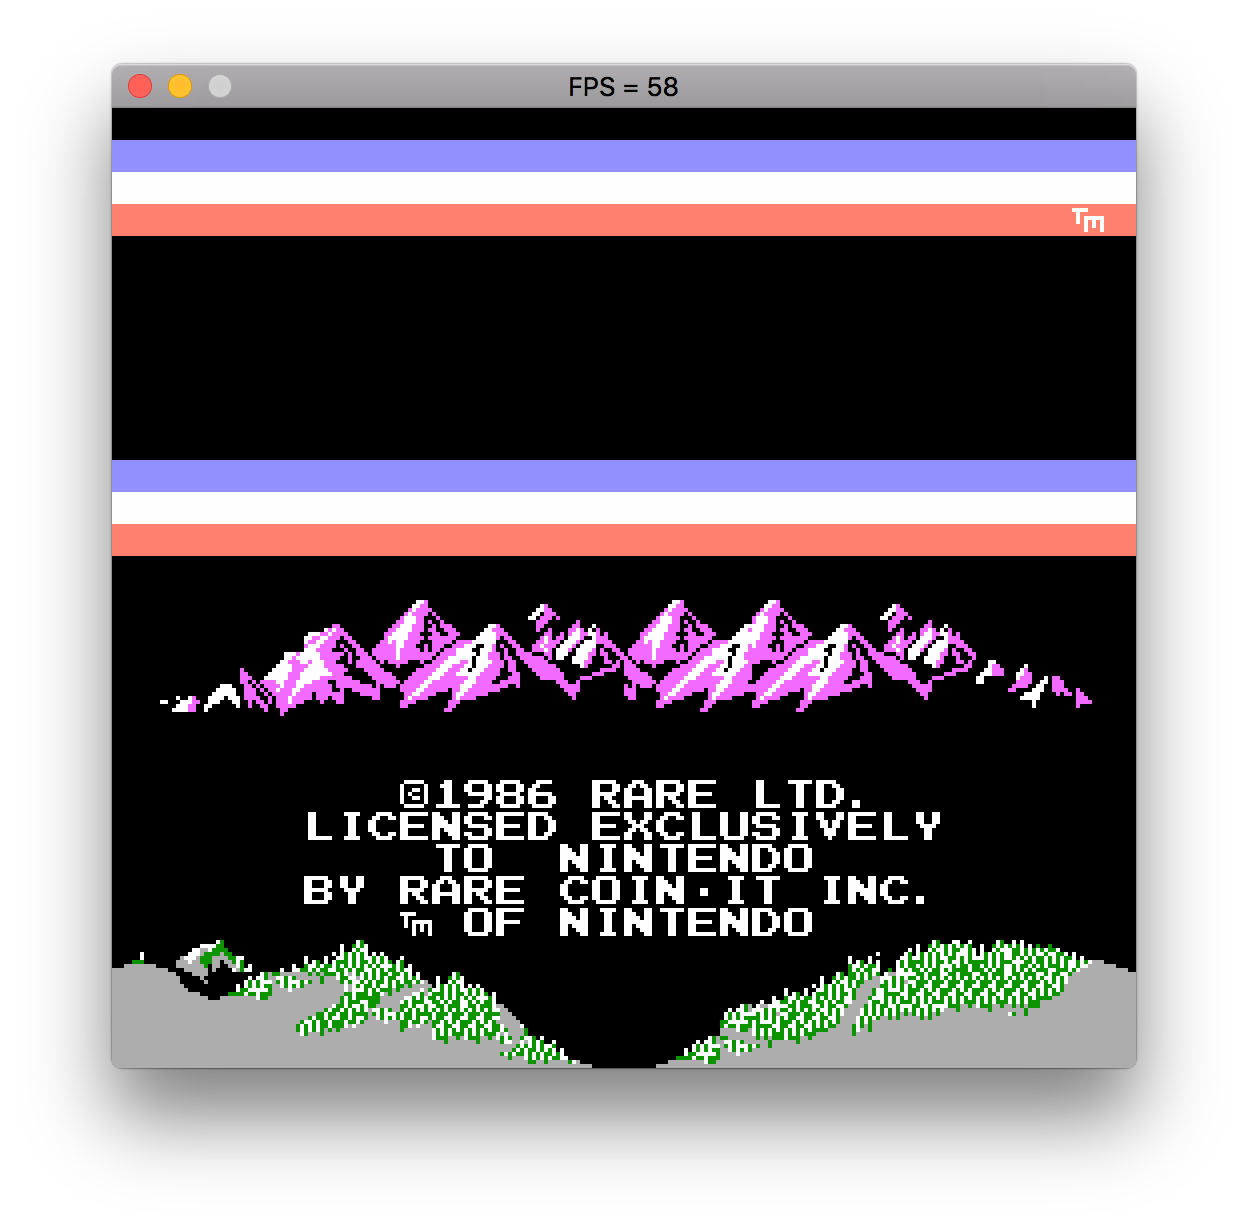 FPS = 58
TM
©1986 RARE LTD.
LICENSED EXCLUSIVELY
TO NINTENDO
BY RARE COIN·IT INC.
TM OF NINTENDO